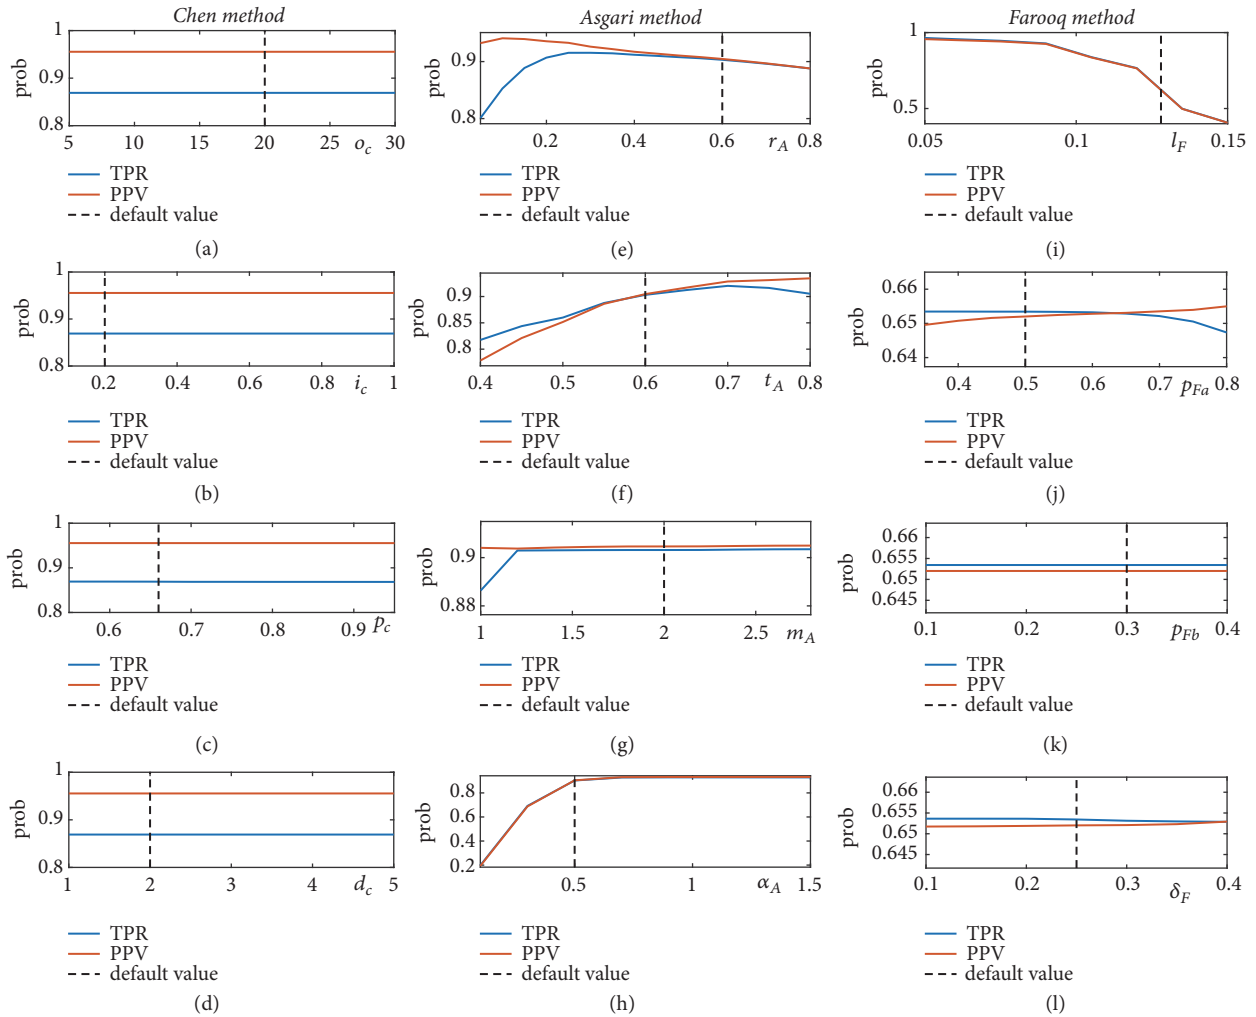 Chen method
1
0.9
0.8
prob
5 10 15 20 25 30
o_c
TPR
PPV
default value
(a)
1
0.9
0.8
prob
0.2 0.4 0.6 0.8 1
i_c
TPR
PPV
default value
(b)
1
0.9
0.8
prob
0.6 0.7 0.8 0.9
p_c
TPR
PPV
default value
(c)
1
0.9
0.8
prob
1 2 3 4 5
d_c
TPR
PPV
default value
(d)
Asgari method
0.9
0.8
prob
0.2 0.4 0.6 0.8
r_A
TPR
PPV
default value
(e)
0.9
0.85
0.8
prob
0.4 0.5 0.6 0.7 0.8
t_A
TPR
PPV
default value
(f)
0.9
0.88
prob
1 1.5 2 2.5
m_A
TPR
PPV
default value
(g)
0.8
0.6
0.4
0.2
prob
0.5 1 1.5
α_A
TPR
PPV
default value
(h)
Farooq method
1
0.5
prob
0.05 0.1 0.15
l_F
TPR
PPV
default value
(i)
0.66
0.65
0.64
prob
0.4 0.5 0.6 0.7 0.8
p_Fa
TPR
PPV
default value
(j)
0.66
0.655
0.65
0.645
prob
0.1 0.2 0.3 0.4
p_Fb
TPR
PPV
default value
(k)
0.66
0.655
0.65
0.645
prob
0.1 0.2 0.3 0.4
δ_F
TPR
PPV
default value
(l)